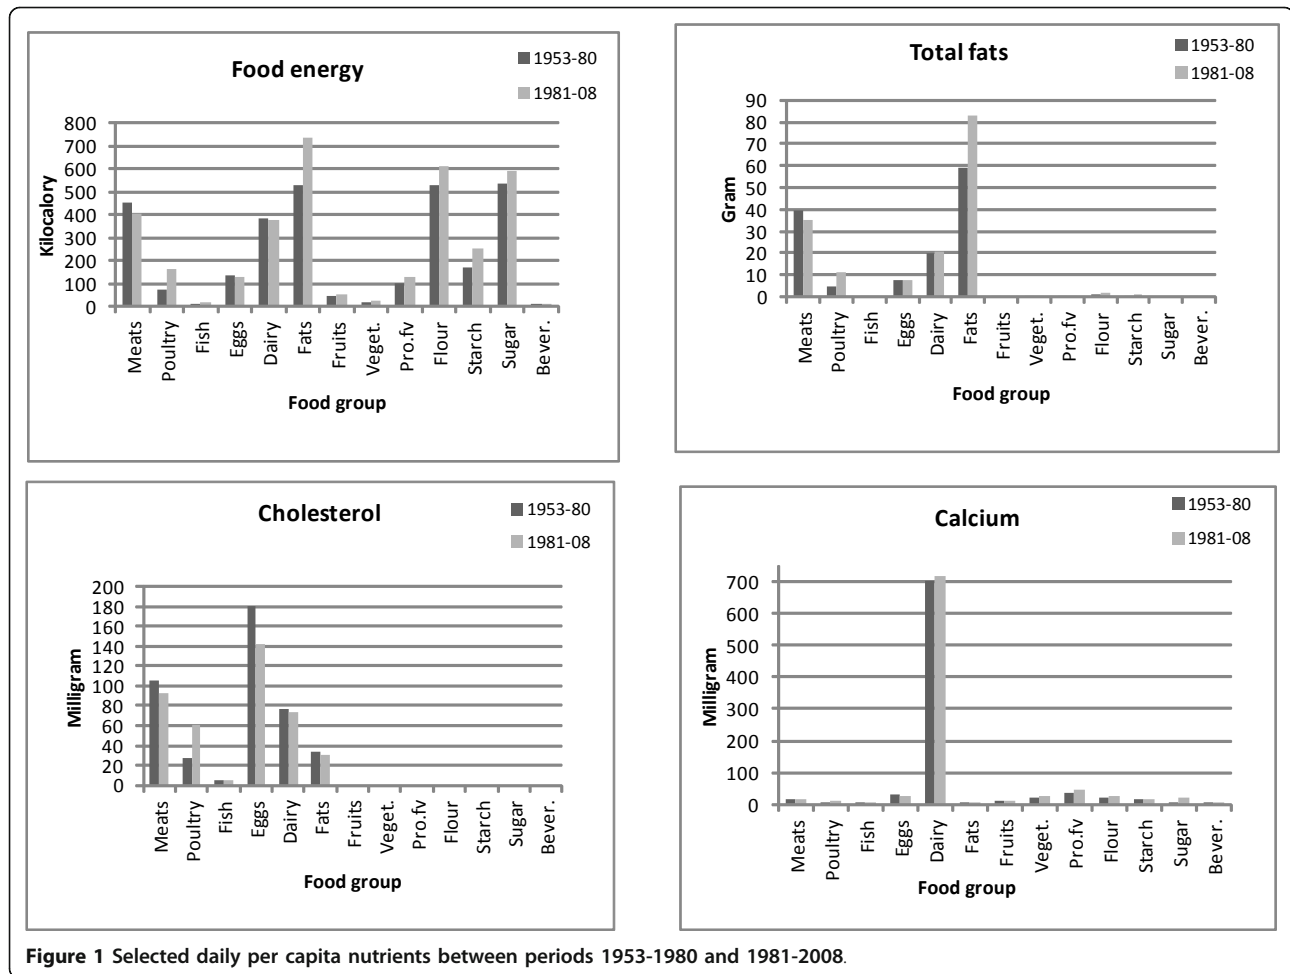 Food energy
1953-80
1981-08
Kilocalory
800
700
600
500
400
300
200
100
0
Meats
Poultry
Fish
Eggs
Dairy
Fats
Fruits
Veget.
Pro.fv
Flour
Starch
Sugar
Bever.
Food group
Total fats
1953-80
1981-08
Gram
90
80
70
60
50
40
30
20
10
0
Meats
Poultry
Fish
Eggs
Dairy
Fats
Fruits
Veget.
Pro.fv
Flour
Starch
Sugar
Bever.
Food group
Cholesterol
1953-80
1981-08
Milligram
200
180
160
140
120
100
80
60
40
20
0
Meats
Poultry
Fish
Eggs
Dairy
Fats
Fruits
Veget.
Pro.fv
Flour
Starch
Sugar
Bever.
Food group
Calcium
1953-80
1981-08
Milligram
700
600
500
400
300
200
100
0
Meats
Poultry
Fish
Eggs
Dairy
Fats
Fruits
Veget.
Pro.fv
Flour
Starch
Sugar
Bever.
Food group
Figure 1 Selected daily per capita nutrients between periods 1953-1980 and 1981-2008.